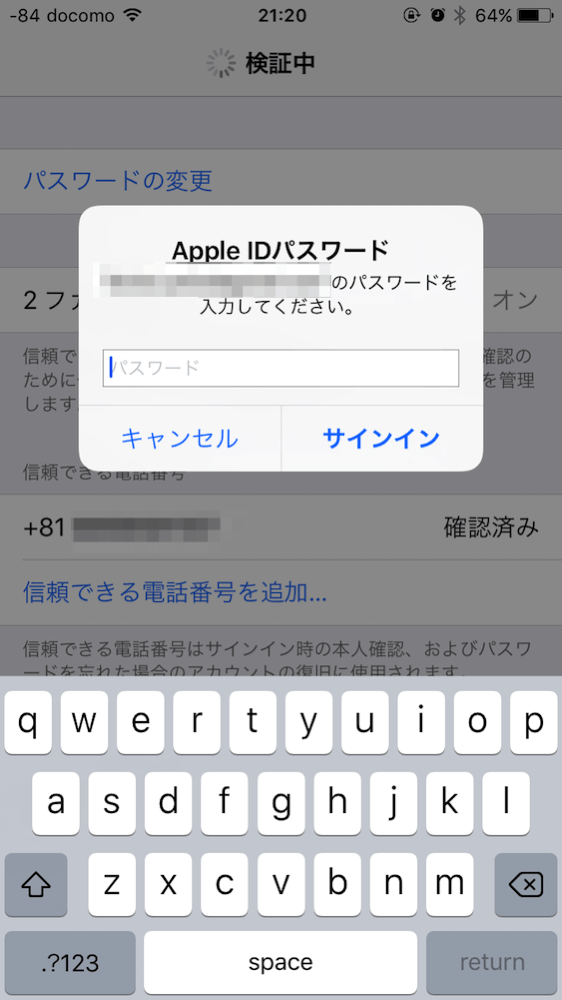 -84 docomo 21:20 64%
検証中
パスワードの変更
Apple IDパスワード
のパスワードを
入力してください。
2 ファ オン
パスワード
信頼で 確認の
ために を管理
します
キャンセル サインイン
信頼できる電話番号
+81 確認済み
信頼できる電話番号を追加...
信頼できる電話番号はサインイン時の本人確認、およびパスワ
ードを忘れた場合のアカウントの復旧に使用されます。
q w e r t y u i o p
a s d f g h j k l
z x c v b n m
.?123 space return